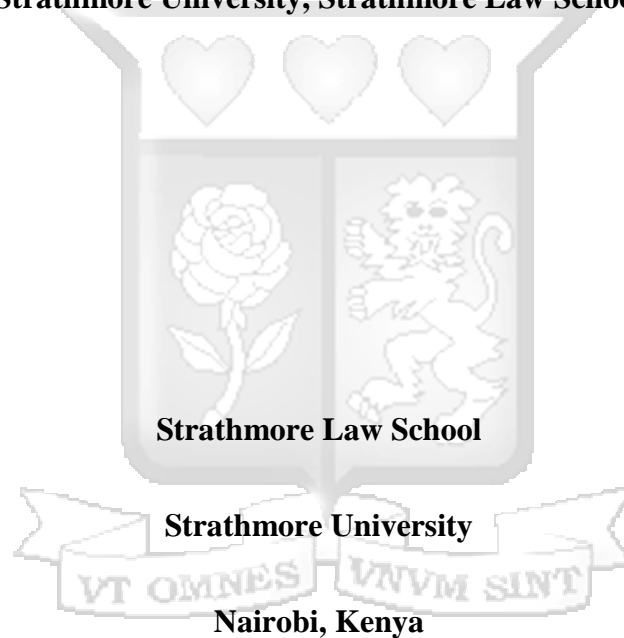 Strathmore University, Strathmore Law School
Strathmore Law School
Strathmore University
VT OMNES VNVM SINT
Nairobi, Kenya